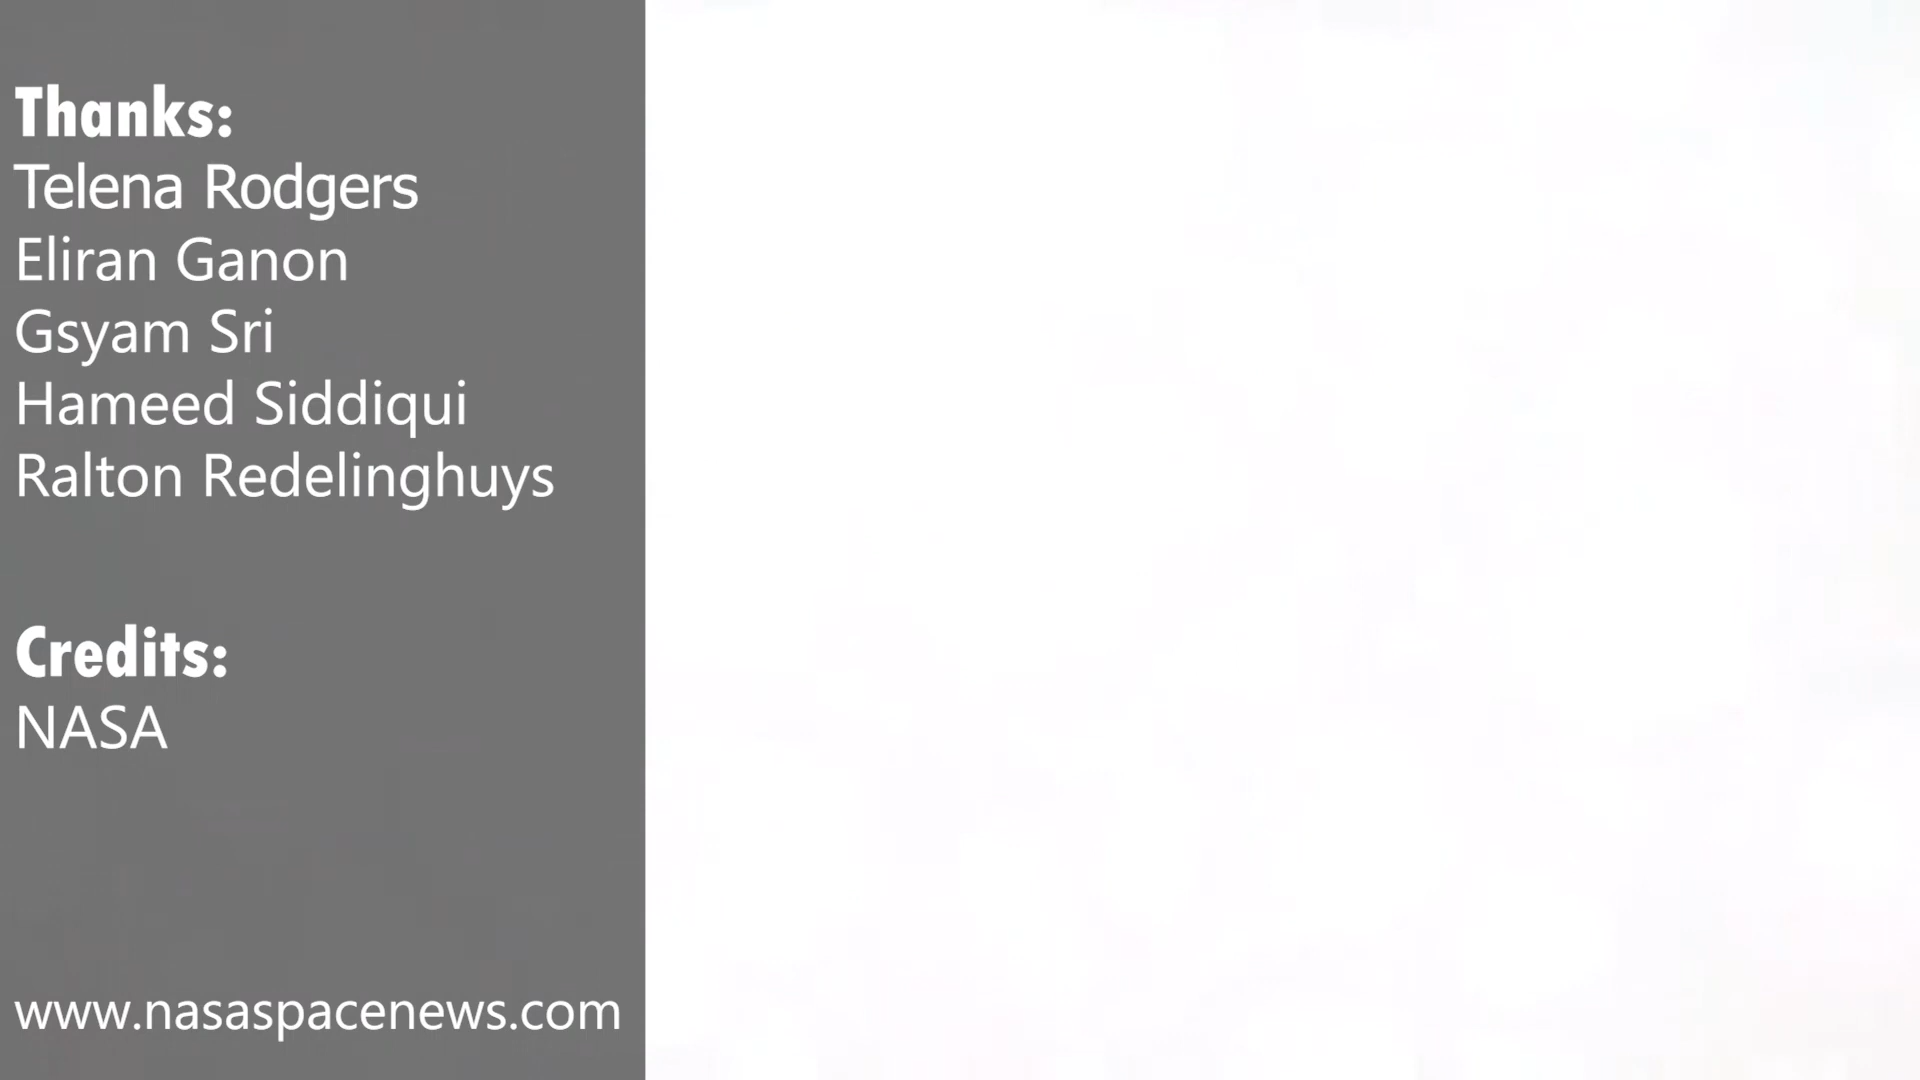 Thanks:
Telena Rodgers
Eliran Ganon
Gsyam Sri
Hameed Siddiqui
Ralton Redelinghuys
Credits:
NASA
www.nasaspacenews.com